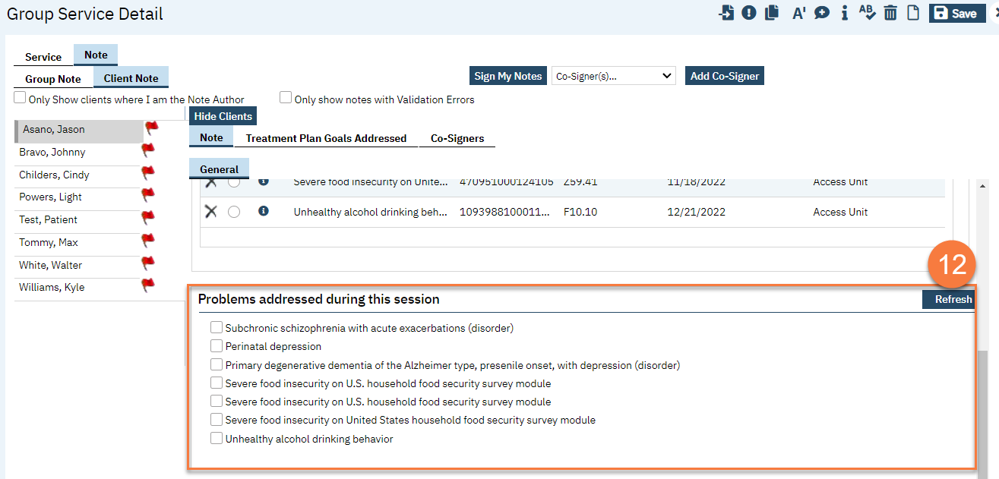 Group Service Detail
A'
i
AB
Save
Service
Note
Group Note
Client Note
Sign My Notes
Co-Signer(s)...
Add Co-Signer
Only Show clients where I am the Note Author
Only show notes with Validation Errors
Hide Clients
Asano, Jason
Bravo, Johnny
Childers, Cindy
Powers, Light
Test, Patient
Tommy, Max
White, Walter
Williams, Kyle
Note
Treatment Plan Goals Addressed
Co-Signers
General
Severe food insecurity on Unite... 470951000124105 Z59.41 11/18/2022 Access Unit
Unhealthy alcohol drinking beh... 1093988100011... F10.10 12/21/2022 Access Unit
12
Problems addressed during this session
Refresh
Subchronic schizophrenia with acute exacerbations (disorder)
Perinatal depression
Primary degenerative dementia of the Alzheimer type, presenile onset, with depression (disorder)
Severe food insecurity on U.S. household food security survey module
Severe food insecurity on U.S. household food security survey module
Severe food insecurity on United States household food security survey module
Unhealthy alcohol drinking behavior